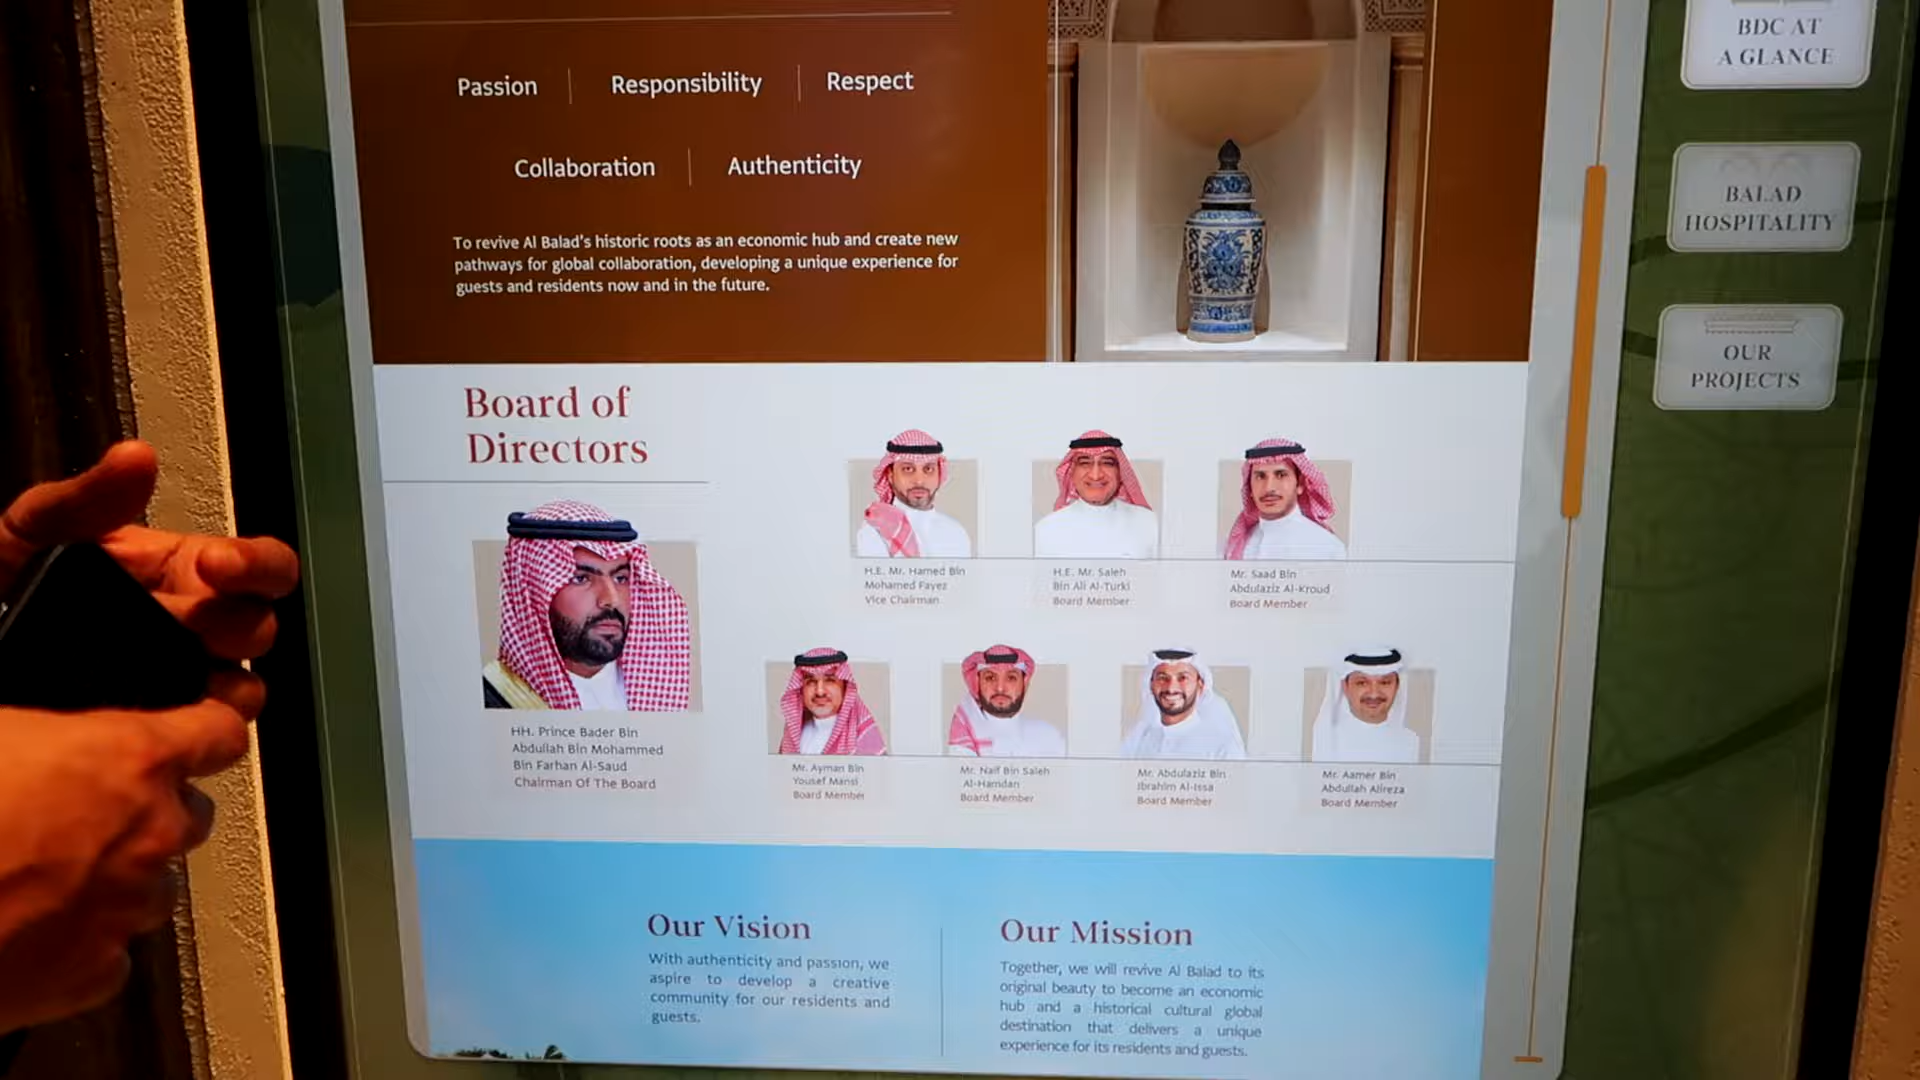 Passion
Responsibility
Respect
Collaboration
Authenticity
To revive Al Balad's historic roots as an economic hub and create new
pathways for global collaboration, developing a unique experience for
guests and residents now and in the future.
Board of
Directors
HH. Prince Bader Bin
Abdullah Bin Mohammed
Bin Farhan Al-Saud
Chairman Of The Board
H.E. Mr. Hamed Bin
Mohamed Fayez
Vice Chairman
H.E. Mr. Saleh
Bin Ali Al-Turki
Board Member
Mr. Saad Bin
Abdulaziz Al-Kroud
Board Member
Mr. Ayman Bin
Yousef Mansi
Board Member
Mr. Naif Bin Saleh
Al-Hamdan
Board Member
Mr. Abdulaziz Bin
Ibrahim Al-Issa
Board Member
Mr. Aamer Bin
Abdullah Alireza
Board Member
Our Vision
With authenticity and passion, we
aspire to develop a creative
community for our residents and
guests.
Our Mission
Together, we will revive Al Balad to its
original beauty to become an economic
hub and a historical cultural global
destination that delivers a unique
experience for its residents and guests.
BDC AT
A GLANCE
BALAD
HOSPITALITY
OUR
PROJECTS